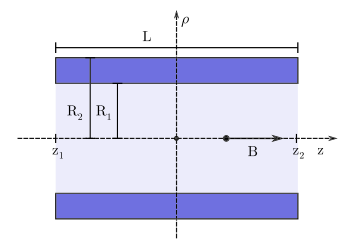 ρ
L
R₂ R₁
z₁ B z₂ z